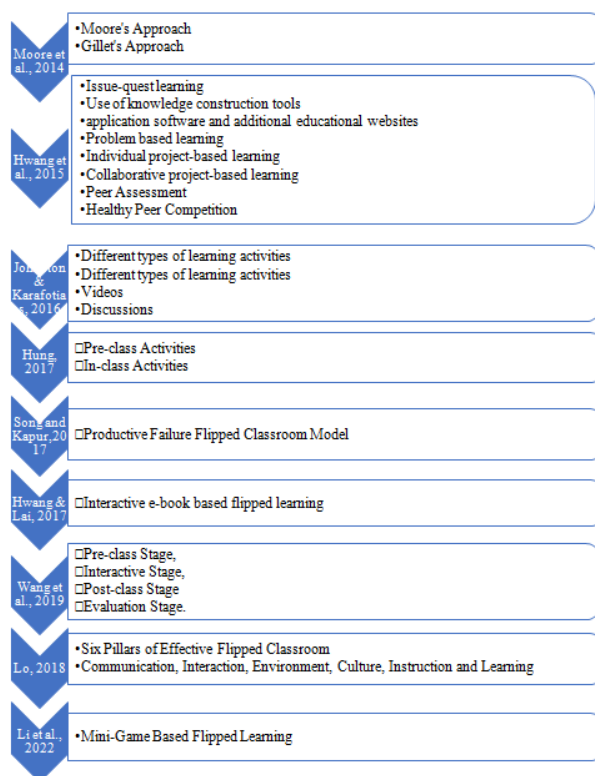 Moore et
al., 2014
•Moore's Approach
•Gillet's Approach
Hwang et
al., 2015
•Issue-quest learning
•Use of knowledge construction tools
•application software and additional educational websites
•Problem based learning
•Individual project-based learning
•Collaborative project-based learning
•Peer Assessment
•Healthy Peer Competition
&
Karafotia
s, 2016
•Different types of learning activities
•Different types of learning activities
•Videos
•Discussions
Hung,
2017
□Pre-class Activities
□In-class Activities
Song and
Kapur,20
17
□Productive Failure Flipped Classroom Model
Hwang &
Lai, 2017
□Interactive e-book based flipped learning
Wang et
al., 2019
□Pre-class Stage,
□Interactive Stage,
□Post-class Stage
□Evaluation Stage.
Lo, 2018
•Six Pillars of Effective Flipped Classroom
•Communication, Interaction, Environment, Culture, Instruction and Learning
Li et al.,
2022
•Mini-Game Based Flipped Learning